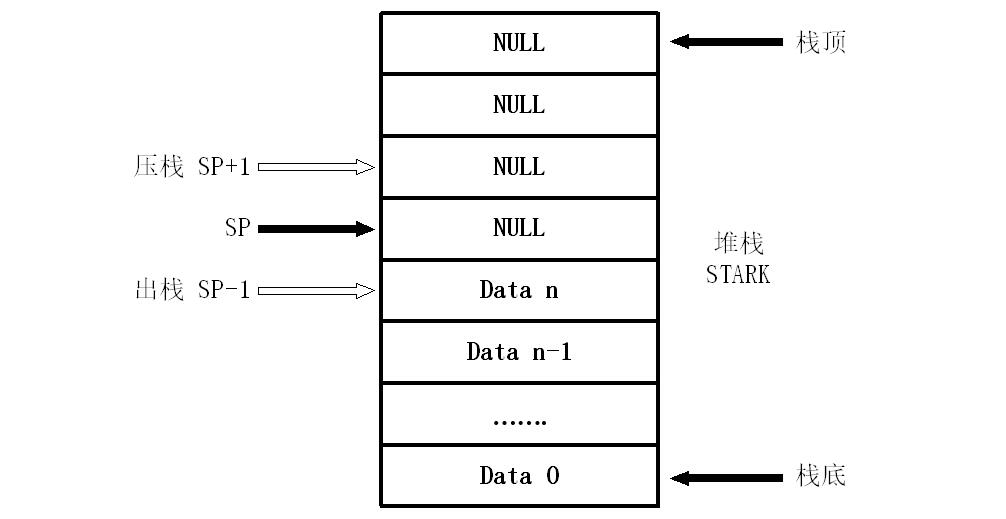 NULL
栈顶
NULL
压栈 SP+1
NULL
SP
NULL
堆栈
STARK
出栈 SP-1
Data n
Data n-1
.......
Data 0
栈底